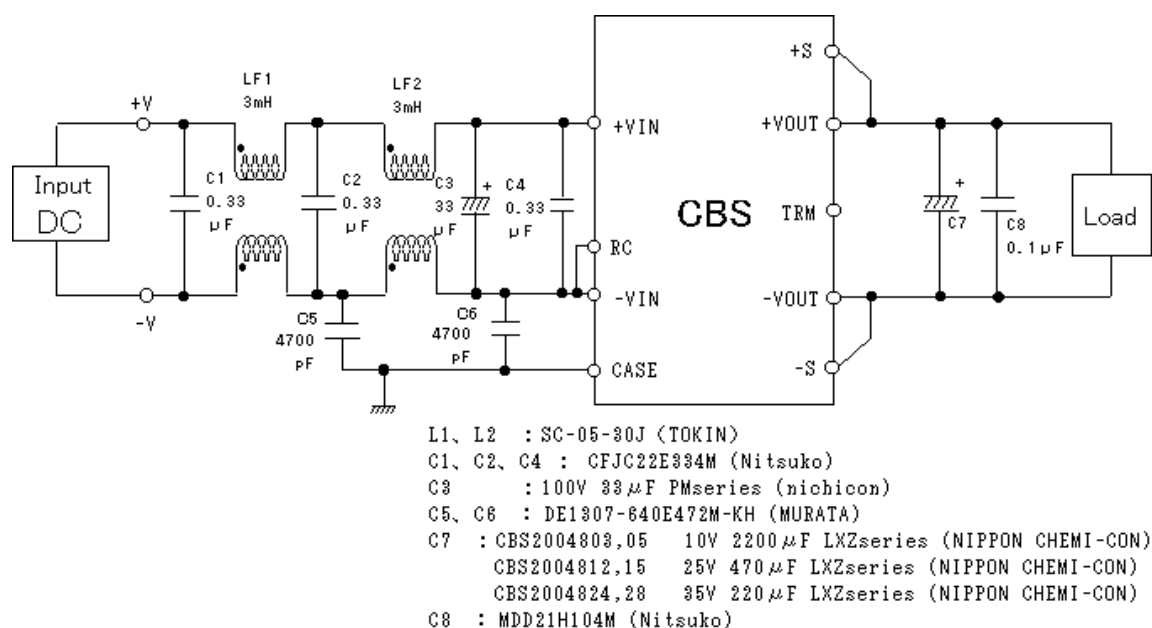 LF1
3mH
LF2
3mH
+V
-V
Input
DC
C1
0.33
μF
C2
0.33
μF
C3
33
μF
+
C4
0.33
μF
C5
4700
pF
C6
4700
pF
+VIN
RC
-VIN
CASE
CBS
+S
+VOUT
TRM
-VOUT
-S
+
C7
C8
0.1μF
Load
L1、L2 :SC-05-30J (TOKIN)
C1、C2、C4 : CFJC22E334M (Nitsuko)
C3 :100V 33μF PMseries (nichicon)
C5、C6 : DE1307-640E472M-KH (MURATA)
C7 :CBS2004803,05 10V 2200μF LXZseries (NIPPON CHEMI-CON)
CBS2004812,15 25V 470μF LXZseries (NIPPON CHEMI-CON)
CBS2004824,28 35V 220μF LXZseries (NIPPON CHEMI-CON)
C8 : MDD21H104M (Nitsuko)